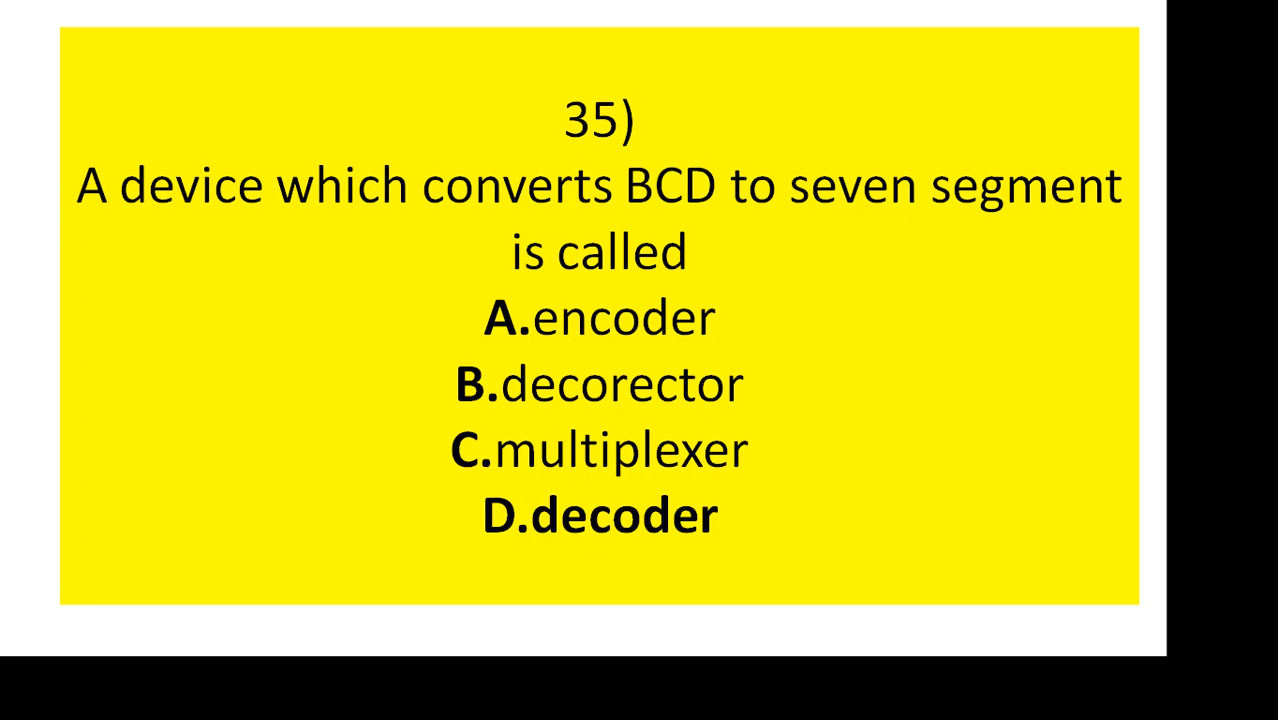 35)
A device which converts BCD to seven segment
is called
A.encoder
B.decorector
C.multiplexer
D.decoder